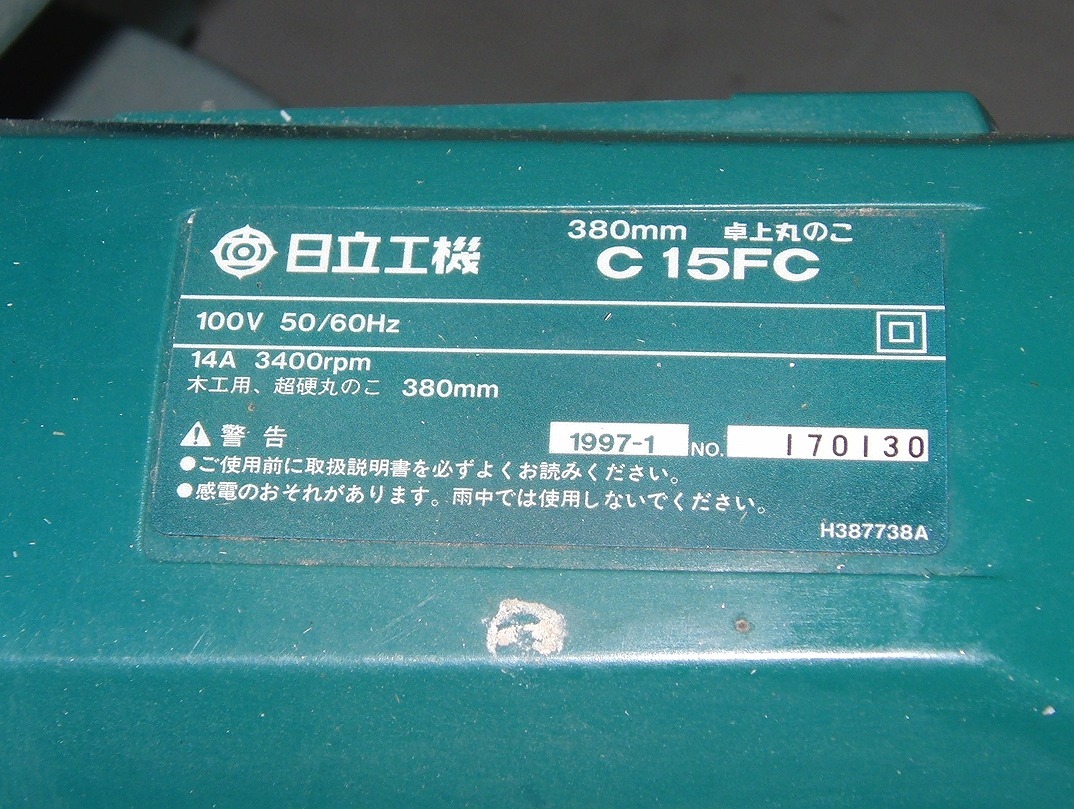 日立工機
380mm 卓上丸のこ
C 15FC
100V 50/60Hz
14A 3400rpm
木工用、超硬丸のこ 380mm
警告
1997-1 NO. 170130
●ご使用前に取扱説明書を必ずよくお読みください。
●感電のおそれがあります。雨中では使用しないでください。
H387738A